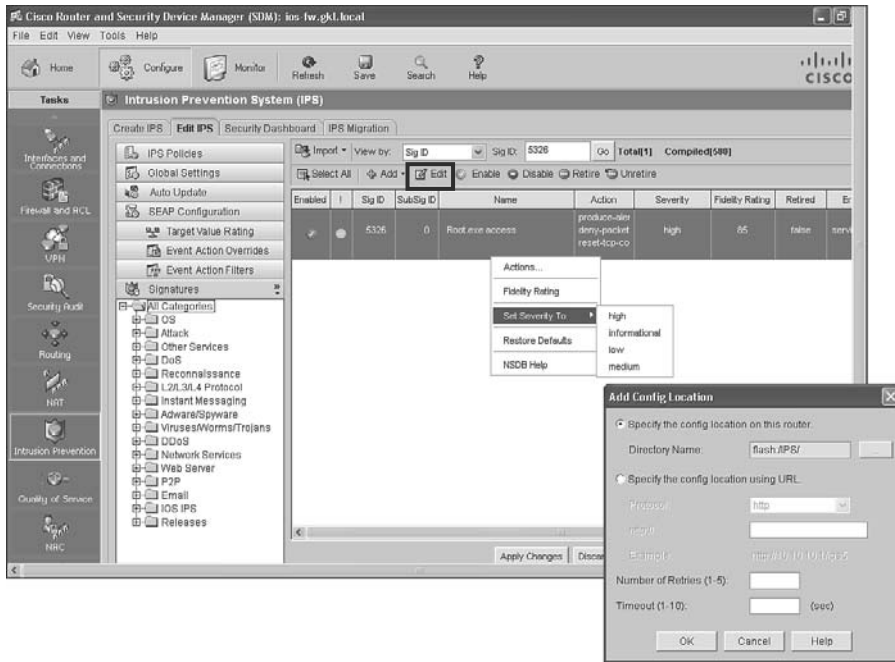 Cisco Router and Security Device Manager (SDM): ios-fw.gkl.local
File Edit View Tools Help
Home Configure Monitor Refresh Save Search Help
CISCO
Tasks
Intrusion Prevention System (IPS)
Create IPS Edit IPS Security Dashboard IPS Migration
Interfaces and Connections
Firewall and ACL
VPN
Security Audit
Routing
NAT
Intrusion Prevention
Quality of Service
NAC
IPS Policies
Global Settings
Auto Update
SEAP Configuration
Target Value Rating
Event Action Overrides
Event Action Filters
Signatures
All Categories
OS
Attack
Other Services
DoS
Reconnaissance
L2/L3/L4 Protocol
Instant Messaging
Adware/Spyware
Viruses/Worms/Trojans
DDoS
Network Services
Web Server
P2P
Email
IOS IPS
Releases
Import View by: Sig ID Sig ID: 5326 Go Total[1] Compiled[580]
Select All Add Edit Enable Disable Retire Unretire
Enabled ! Sig ID SubSig ID Name Action Severity Fidelity Rating Retired
5326 0 Root.exe access produce-aler deny-packet reset-tcp-co high 85 false servi
Actions...
Fidelity Rating
Set Severity To
Restore Defaults
NSDB Help
high
informational
low
medium
Apply Changes Discar
Add Config Location
Specify the config location on this router.
Directory Name: flash:/IPS/ ...
Specify the config location using URL.
Protocol: http
http://
Example:
Number of Retries (1-5):
Timeout (1-10): (sec)
OK Cancel Help